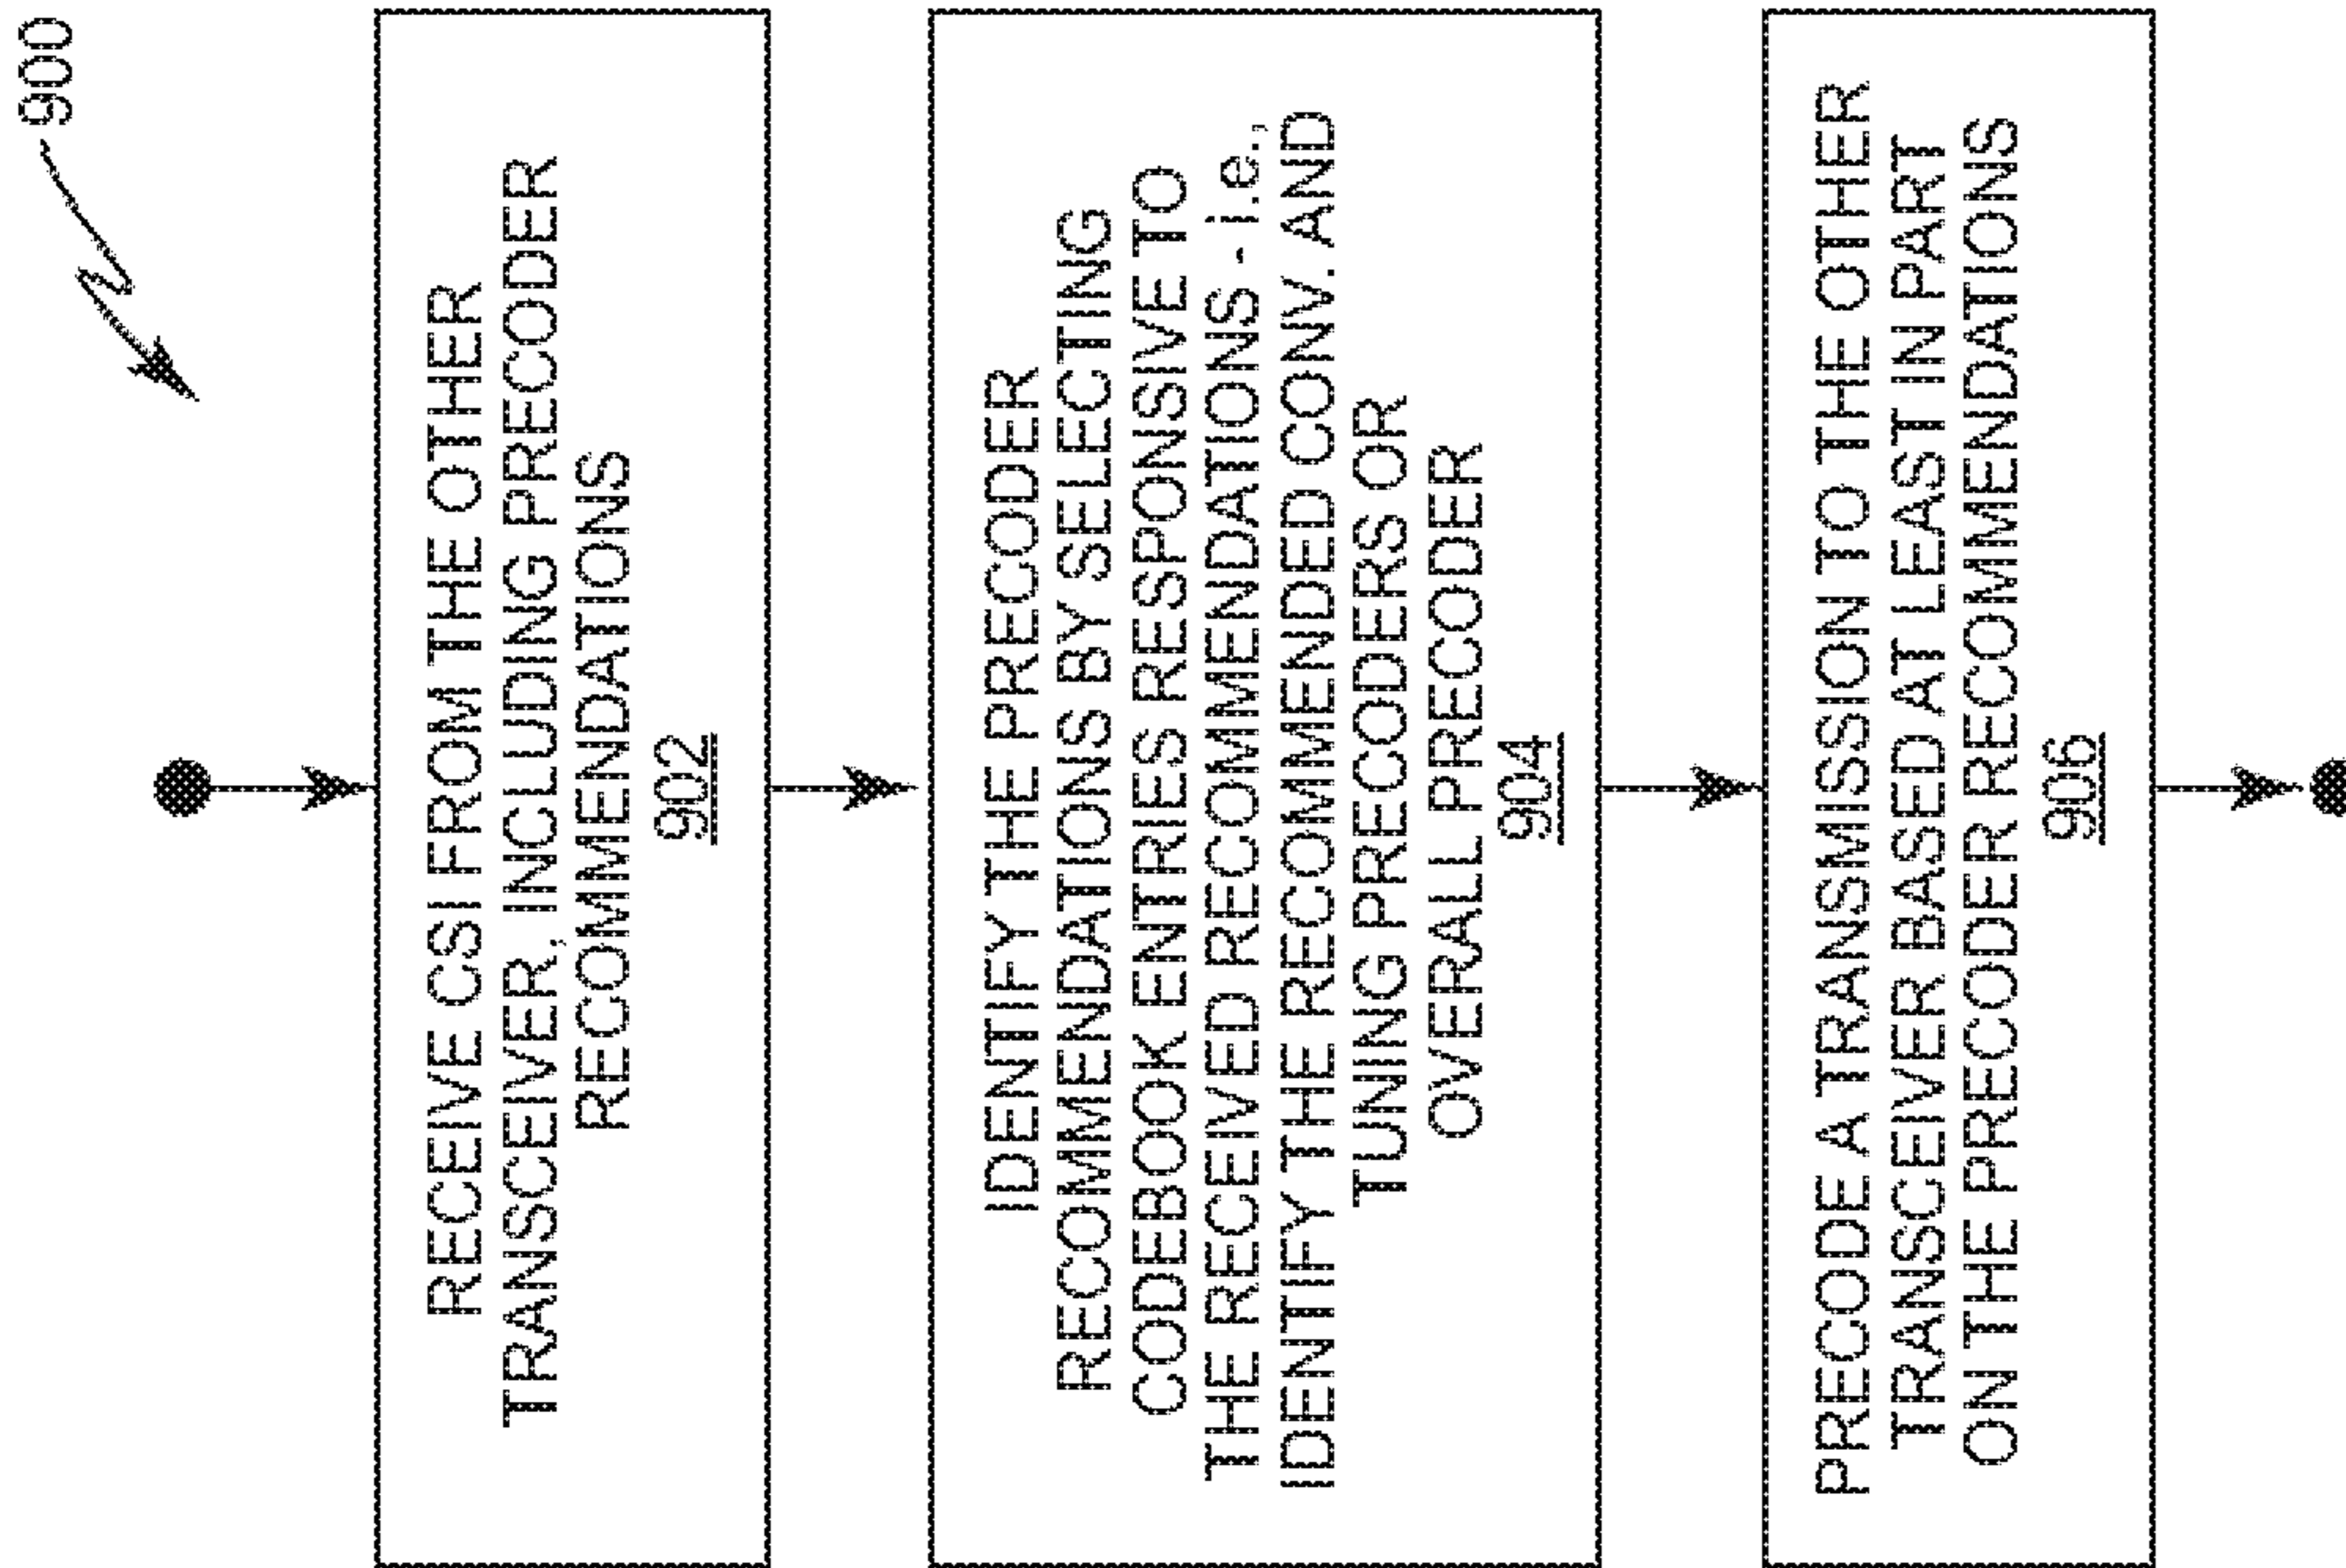 900
RECEIVE CSI FROM THE OTHER
TRANSCEIVER, INCLUDING PRECODER
RECOMMENDATIONS
902
IDENTIFY THE PRECODER
RECOMMENDATIONS BY SELECTING
CODEBOOK ENTRIES RESPONSIVE TO
THE RECEIVED RECOMMENDATIONS - i.e.,
IDENTIFY THE RECOMMENDED CONV. AND
TUNING PRECODERS OR
OVERALL PRECODER
904
PRECODE A TRANSMISSION TO THE OTHER
TRANSCEIVER BASED AT LEAST IN PART
ON THE PRECODER RECOMMENDATIONS
906